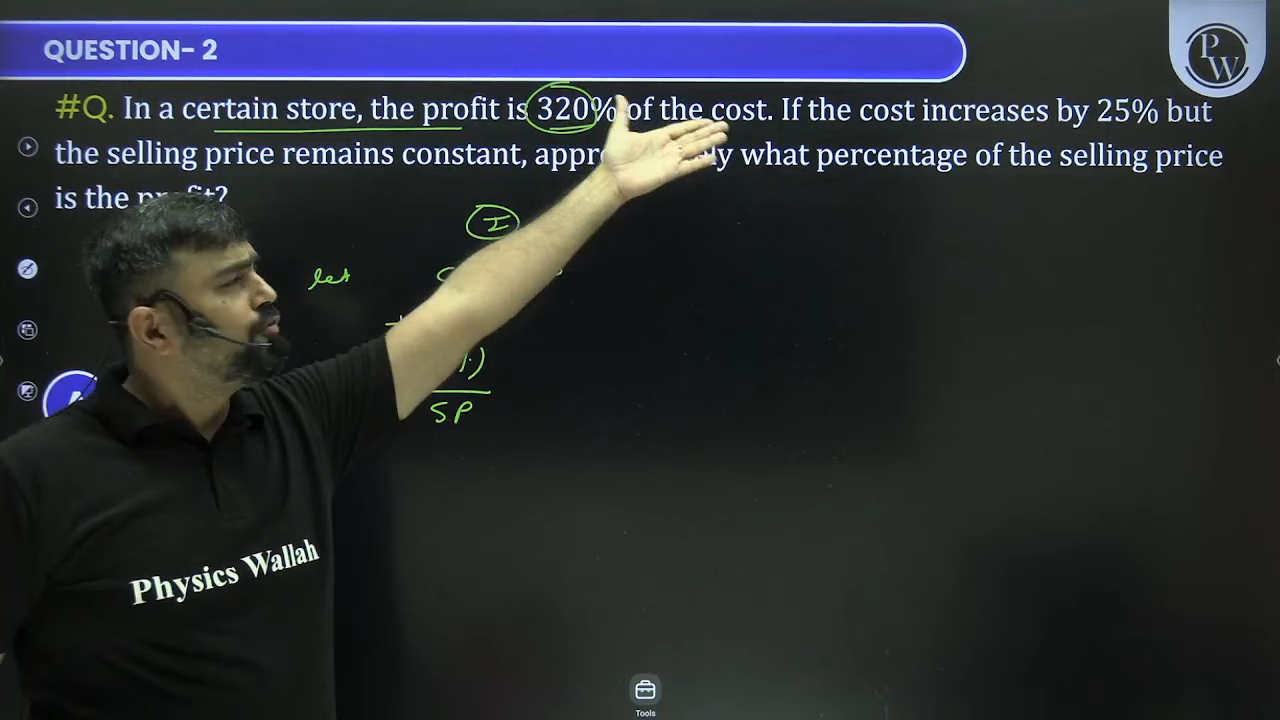 QUESTION- 2
PW
#Q. In a certain store, the profit is 320% of the cost. If the cost increases by 25% but
the selling price remains constant, what percentage of the selling price
is the
I
let
SP
Physics Wallah
Tools